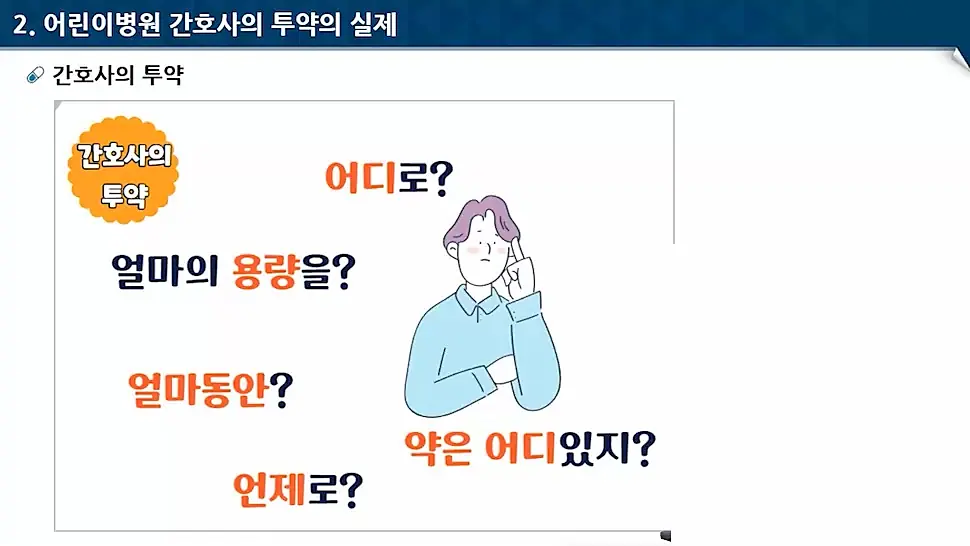 2. 어린이병원 간호사의 투약의 실제
간호사의 투약
간호사의
투약
어디로?
얼마의 용량을?
얼마동안?
약은 어디있지?
언제로?